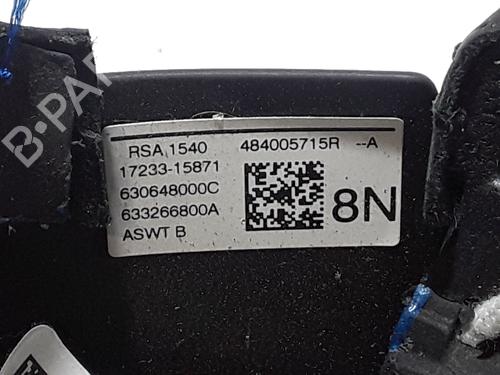 RSA 1540 484005715R --A
17233-15871
630648000C
633266800A
8N
ASWT B
B-PAR